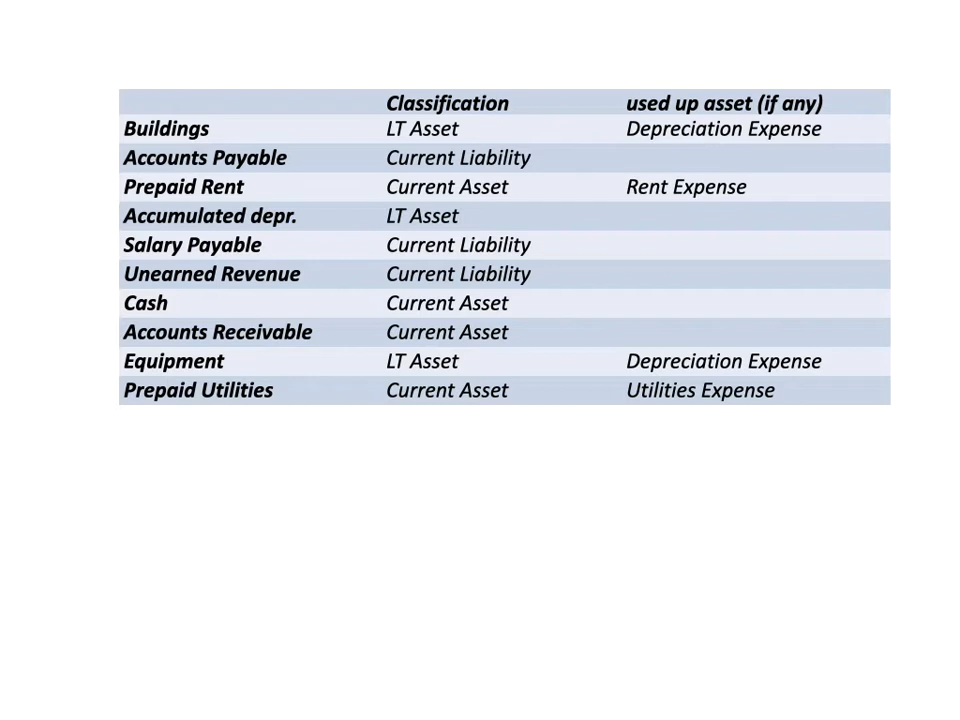 Classification used up asset (if any)
Buildings LT Asset Depreciation Expense
Accounts Payable Current Liability
Prepaid Rent Current Asset Rent Expense
Accumulated depr. LT Asset
Salary Payable Current Liability
Unearned Revenue Current Liability
Cash Current Asset
Accounts Receivable Current Asset
Equipment LT Asset Depreciation Expense
Prepaid Utilities Current Asset Utilities Expense